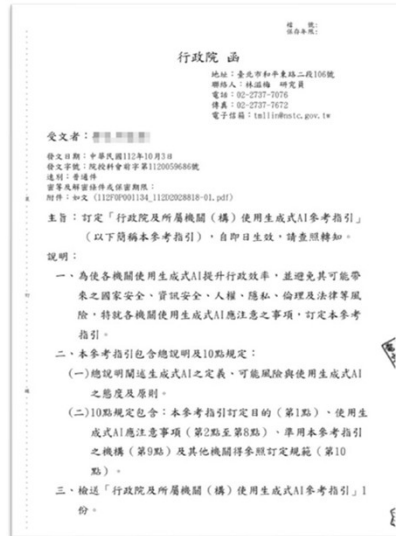 檔　號：
保存年限：
行政院 函
地址：臺北市和平東路二段106號
聯絡人：林滋梅 研究員
電話：02-2737-7076
傳真：02-2737-7672
電子信箱：tmllin@nstc.gov.tw
受文者：
發文日期：中華民國112年10月3日
發文字號：院授科會前字第1120059686號
速別：普通件
密等及解密條件或保密期限：
附件：如文 (112F0P001134_112D2028818-01.pdf)
主旨：訂定「行政院及所屬機關（構）使用生成式AI參考指引」
（以下簡稱本參考指引），自即日生效，請查照轉知。
說明：
一、為使各機關使用生成式AI提升行政效率，並避免其可能帶
來之國家安全、資訊安全、人權、隱私、倫理及法律等風
險，特就各機關使用生成式AI應注意之事項，訂定本參考
指引。
二、本參考指引包含總說明及10點規定：
(一)總說明闡述生成式AI之定義、可能風險與使用生成式AI
之態度及原則。
(二)10點規定包含：本參考指引訂定目的（第1點）、使用生
成式AI應注意事項（第2點至第8點）、準用本參考指引
之機構（第9點）及其他機關得參照訂定規範（第10
點）。
三、檢送「行政院及所屬機關（構）使用生成式AI參考指引」1
份。
裝
訂
線